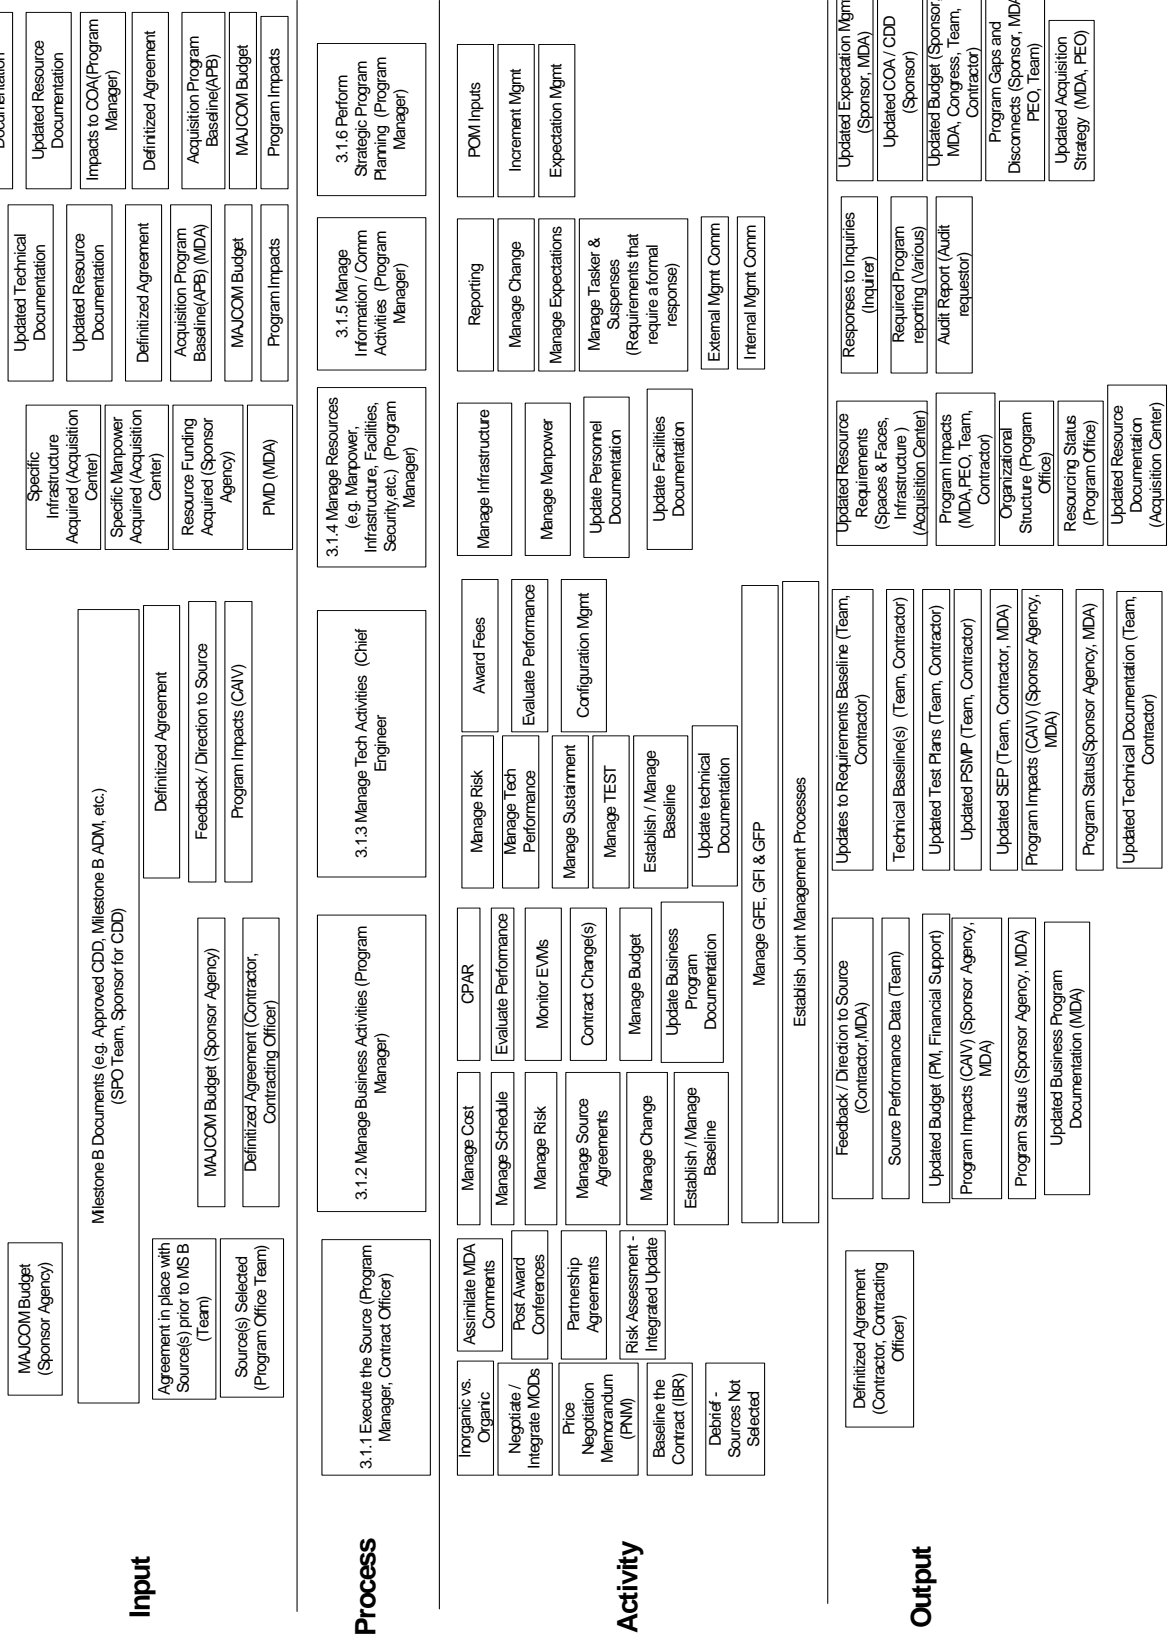 Input
MAJCOM Budget
(Sponsor Agency)
Milestone B Documents (e.g. Approved CDD, Milestone B ADM, etc.)
(SPO Team, Sponsor for CDD)
Agreement in place with
Source(s) prior to MS B
(Team)
Source(s) Selected
(Program Office Team)
MAJCOM Budget (Sponsor Agency)
Definitized Agreement (Contractor,
Contracting Officer)
Definitized Agreement
Feedback / Direction to Source
Program Impacts (CAIV)
Specific
Infrastructure
Acquired (Acquisition
Center)
Specific Manpower
Acquired (Acquisition
Center)
Resource Funding
Acquired (Sponsor
Agency)
PMD (MDA)
Updated Technical
Documentation
Updated Resource
Documentation
Definitized Agreement
Acquisition Program
Baseline(APB) (MDA)
MAJCOM Budget
Program Impacts
Documentation
Updated Resource
Documentation
Impacts to COA(Program
Manager)
Definitized Agreement
Acquisition Program
Baseline(APB)
MAJCOM Budget
Program Impacts
Process
3.1.1 Execute the Source (Program
Manager, Contract Officer)
3.1.2 Manage Business Activities (Program
Manager)
3.1.3 Manage Tech Activities (Chief
Engineer
3.1.4 Manage Resources
(e.g. Manpower,
Infrastructure, Facilities,
Security,etc.) (Program
Manager)
3.1.5 Manage
Information / Comm
Activities (Program
Manager)
3.1.6 Perform
Strategic Program
Planning (Program
Manager)
Activity
Inorganic vs.
Organic
Negotiate /
Integrate MODs
Price
Negotiation
Memorandum
(PNM)
Baseline the
Contract (IBR)
Debrief -
Sources Not
Selected
Assimilate MDA
Comments
Post Award
Conferences
Partnership
Agreements
Risk Assessment -
Integrated Update
Manage Cost
Manage Schedule
Manage Risk
Manage Source
Agreements
Manage Change
Establish / Manage
Baseline
CPAR
Evaluate Performance
Monitor EVMs
Contract Change(s)
Manage Budget
Update Business
Program
Documentation
Manage Risk
Manage Tech
Performance
Manage Sustainment
Manage TEST
Establish / Manage
Baseline
Update technical
Documentation
Award Fees
Evaluate Performance
Configuration Mgmt
Manage GFE, GFI & GFP
Establish Joint Management Processes
Manage Infrastructure
Manage Manpower
Update Personnel
Documentation
Update Facilities
Documentation
Reporting
Manage Change
Manage Expectations
Manage Tasker &
Suspenses
(Requirements that
require a formal
response)
External Mgmt Comm
Internal Mgmt Comm
POM Inputs
Increment Mgmt
Expectation Mgmt
Output
Definitized Agreement
(Contractor, Contracting
Officer)
Feedback / Direction to Source
(Contractor,MDA)
Source Performance Data (Team)
Updated Budget (PM, Financial Support)
Program Impacts (CAIV) (Sponsor Agency,
MDA)
Program Status (Sponsor Agency, MDA)
Updated Business Program
Documentation (MDA)
Updates to Requirements Baseline (Team,
Contractor)
Technical Baseline(s) (Team, Contractor)
Updated Test Plans (Team, Contractor)
Updated PSMP (Team, Contractor)
Updated SEP (Team, Contractor, MDA)
Program Impacts (CAIV) (Sponsor Agency,
MDA)
Program Status(Sponsor Agency, MDA)
Updated Technical Documentation (Team,
Contractor)
Updated Resource
Requirements
(Spaces & Faces,
Infrastructure )
(Acquisition Center)
Program Impacts
(MDA,PEO, Team,
Contractor)
Organizational
Structure (Program
Office)
Resourcing Status
(Program Office)
Updated Resource
Documentation
(Acquisition Center)
Responses to Inquiries
(Inquirer)
Required Program
reporting (Various)
Audit Report (Audit
requestor)
Updated Expectation Mgm
(Sponsor, MDA)
Updated COA / CDD
(Sponsor)
Updated Budget (Sponsor,
MDA, Congress, Team,
Contractor)
Program Gaps and
Disconnects (Sponsor, MDA
PEO, Team)
Updated Acquisition
Strategy (MDA, PEO)